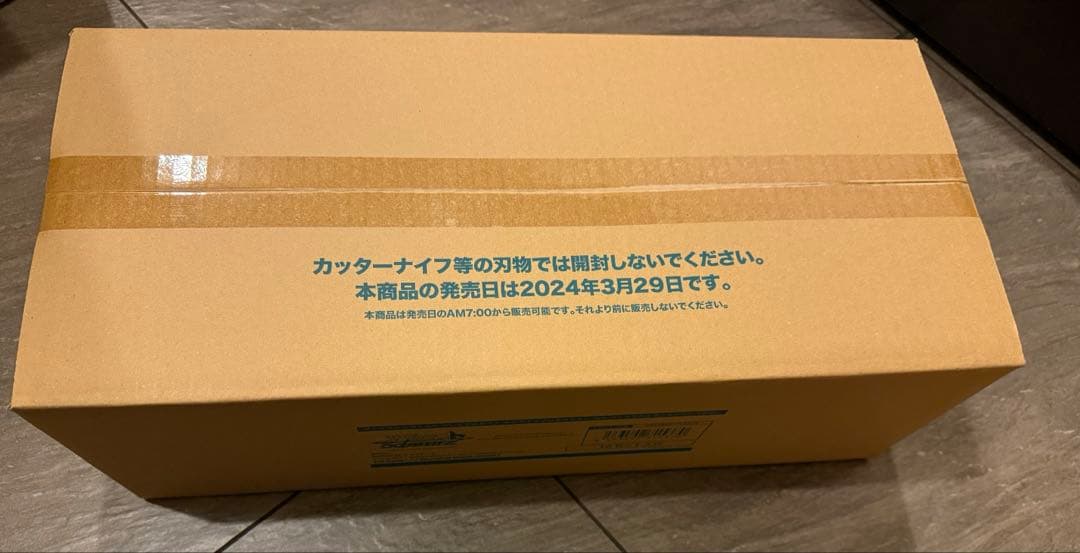 カッターナイフ等の刃物では開封しないでください。
本商品の発売日は2024年3月29日です。
本商品は発売日のAM7:00から販売可能です。それより前に販売しないでください。
Schwarz